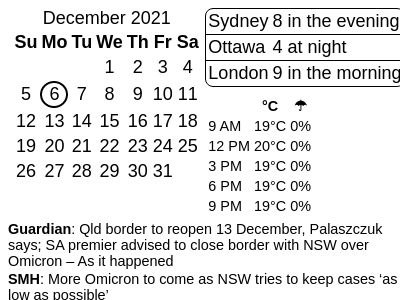 December 2021
Su Mo Tu We Th Fr Sa
1 2 3 4
5 6 7 8 9 10 11
12 13 14 15 16 17 18
19 20 21 22 23 24 25
26 27 28 29 30 31
Sydney 8 in the evening
Ottawa 4 at night
London 9 in the morning
°C ☂
9 AM 19°C 0%
12 PM 20°C 0%
3 PM 19°C 0%
6 PM 19°C 0%
9 PM 19°C 0%
Guardian: Qld border to reopen 13 December, Palaszczuk
says; SA premier advised to close border with NSW over
Omicron – As it happened
SMH: More Omicron to come as NSW tries to keep cases ‘as
low as possible’